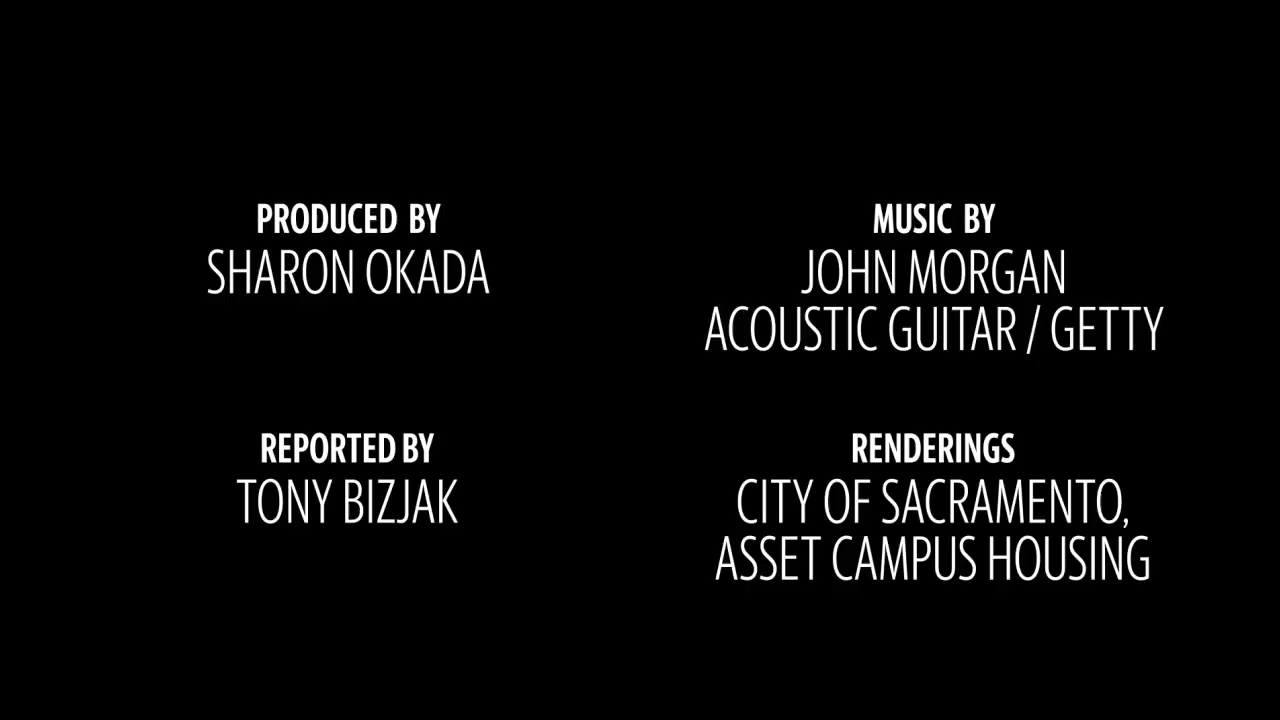 PRODUCED BY
SHARON OKADA
MUSIC BY
JOHN MORGAN
ACOUSTIC GUITAR / GETTY
REPORTED BY
TONY BIZJAK
RENDERINGS
CITY OF SACRAMENTO,
ASSET CAMPUS HOUSING